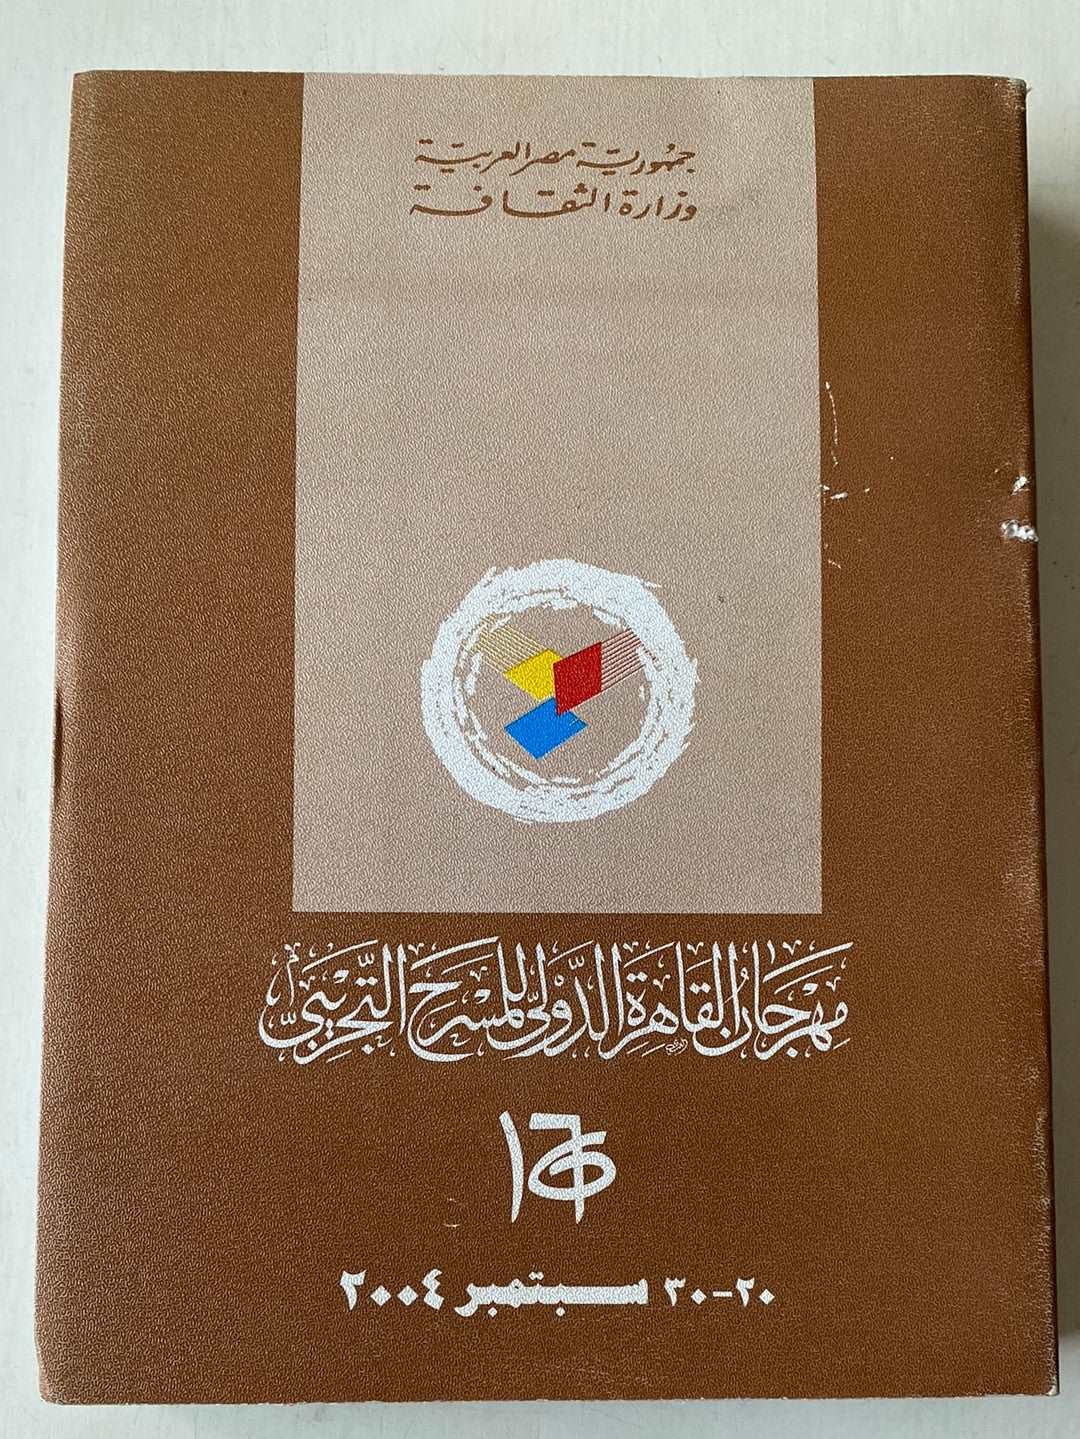 جمهورية مصر العربية
وزارة الثقافة
مهرجان القاهرة الدولى للمسرح التجريبى
١٦
٢٠-٣٠ سبتمبر ٢٠٠٤